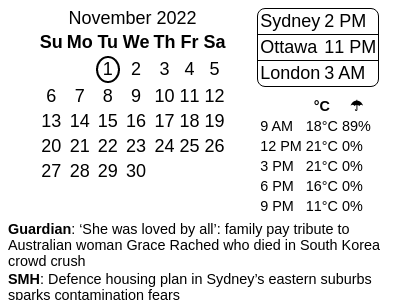 November 2022
Su Mo Tu We Th Fr Sa
1 2 3 4 5
6 7 8 9 10 11 12
13 14 15 16 17 18 19
20 21 22 23 24 25 26
27 28 29 30
Sydney 2 PM
Ottawa 11 PM
London 3 AM
°C ☂
9 AM 18°C 89%
12 PM 21°C 0%
3 PM 21°C 0%
6 PM 16°C 0%
9 PM 11°C 0%
Guardian: ‘She was loved by all’: family pay tribute to
Australian woman Grace Rached who died in South Korea
crowd crush
SMH: Defence housing plan in Sydney’s eastern suburbs
sparks contamination fears